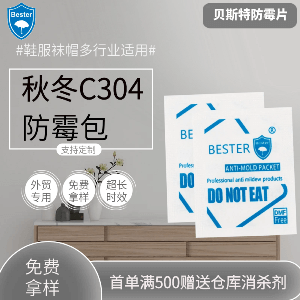 Bester
贝斯特防霉片
#鞋服袜帽多行业适用#
秋冬C304
防霉包
支持定制
外贸
专用
免费
拿样
超长
时效
BESTER
ANTI-MOLD PACKET
Professional anti mildew products
DO NOT EAT
DMF
Free
免费
拿样
首单满500赠送仓库消杀剂